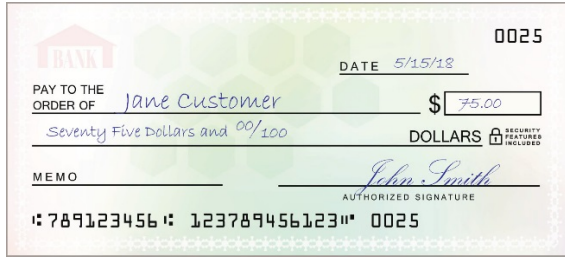 0025
BANK
DATE 5/15/18
PAY TO THE
ORDER OF Jane Customer $ 75.00
Seventy Five Dollars and 00/100 DOLLARS SECURITY FEATURES INCLUDED
MEMO John Smith
AUTHORIZED SIGNATURE
⑆789123456⑆ 123789456123⑈ 0025